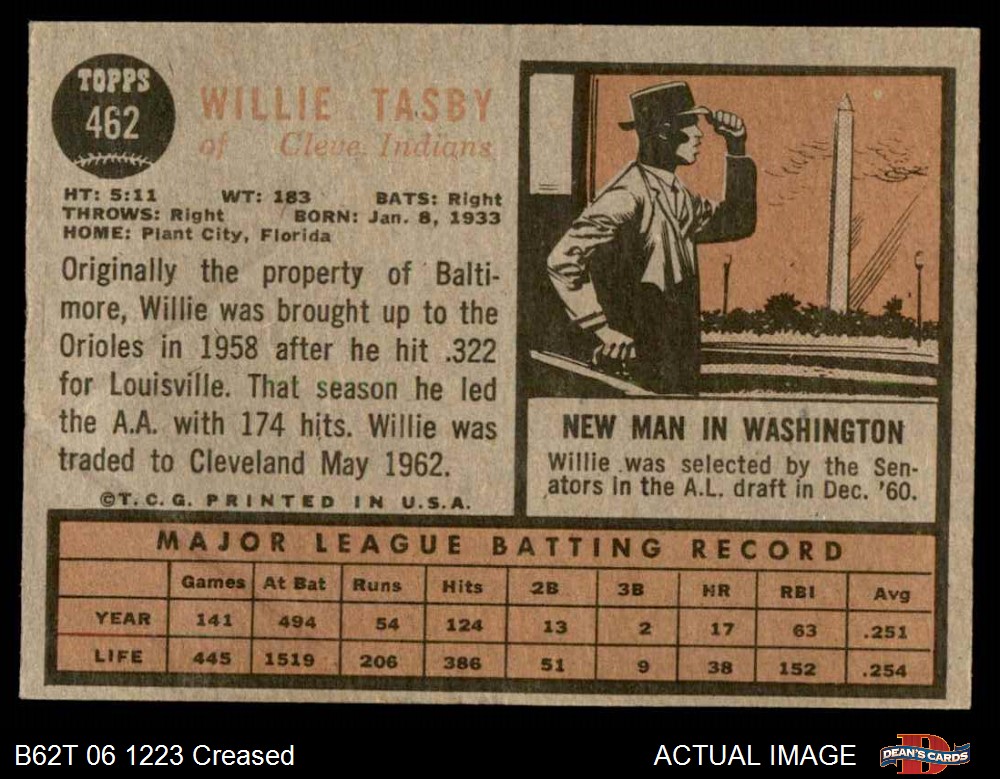 TOPPS
462
WILLIE TASBY
of Cleve. Indians
HT: 5:11 WT: 183 BATS: Right
THROWS: Right BORN: Jan. 8, 1933
HOME: Plant City, Florida
Originally the property of Balti-
more, Willie was brought up to the
Orioles in 1958 after he hit .322
for Louisville. That season he led
the A.A. with 174 hits. Willie was
traded to Cleveland May 1962.
©T.C.G. PRINTED IN U.S.A.
NEW MAN IN WASHINGTON
Willie was selected by the Sen-
ators in the A.L. draft in Dec. '60.
MAJOR LEAGUE BATTING RECORD
Games At Bat Runs Hits 2B 3B HR RBI Avg
YEAR 141 494 54 124 13 2 17 63 .251
LIFE 445 1519 206 386 51 9 38 152 .254
B62T 06 1223 Creased
ACTUAL IMAGE
D
DEAN'S CARDS